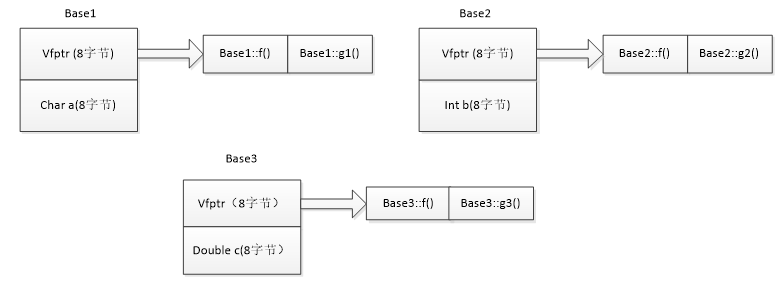 Base1
Base2
Vfptr (8字节)
Base1::f()
Base1::g1()
Vfptr (8字节)
Base2::f()
Base2::g2()
Char a(8字节)
Int b(8字节)
Base3
Vfptr（8字节）
Base3::f()
Base3::g3()
Double c(8字节）